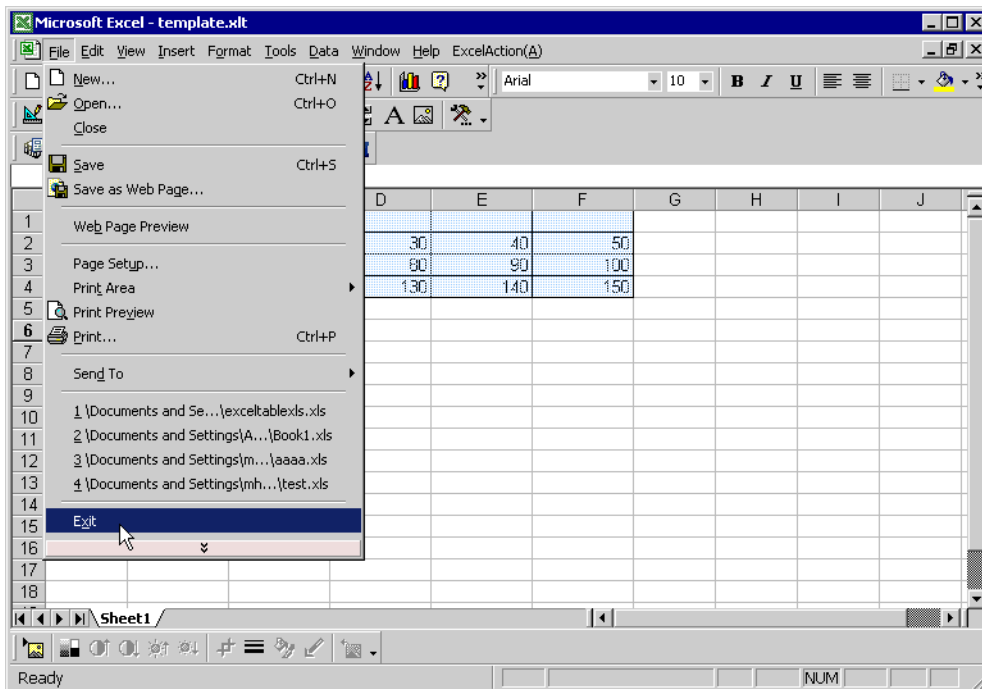 Microsoft Excel - template.xlt
File Edit View Insert Format Tools Data Window Help ExcelAction(A)
New... Ctrl+N
Open... Ctrl+O
Close
Save Ctrl+S
Save as Web Page...
Web Page Preview
Page Setup...
Print Area
Print Preview
Print... Ctrl+P
Send To
1 \Documents and Se...\exceltablexls.xls
2 \Documents and Settings\A...\Book1.xls
3 \Documents and Settings\m...\aaaa.xls
4 \Documents and Settings\mh...\test.xls
Exit
Arial 10 B I U
A
D E F G H I J
1
2 30 40 50
3 80 90 100
4 130 140 150
5
6
7
8
9
10
11
12
13
14
15
16
17
18
Sheet1
Ready NUM